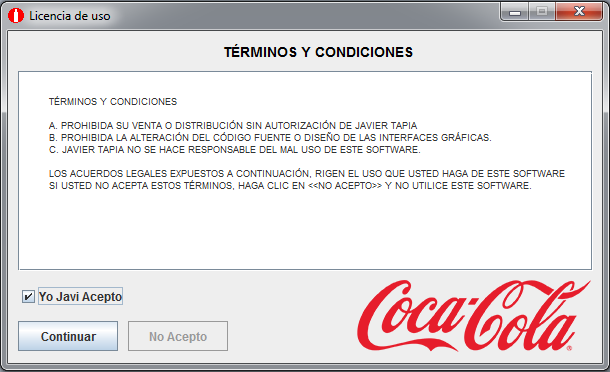 Licencia de uso
TÉRMINOS Y CONDICIONES
TÉRMINOS Y CONDICIONES
A. PROHIBIDA SU VENTA O DISTRIBUCIÓN SIN AUTORIZACIÓN DE JAVIER TAPIA
B. PROHIBIDA LA ALTERACIÓN DEL CÓDIGO FUENTE O DISEÑO DE LAS INTERFACES GRÁFICAS.
C. JAVIER TAPIA NO SE HACE RESPONSABLE DEL MAL USO DE ESTE SOFTWARE.
LOS ACUERDOS LEGALES EXPUESTOS A CONTINUACIÓN, RIGEN EL USO QUE USTED HAGA DE ESTE SOFTWARE
SI USTED NO ACEPTA ESTOS TÉRMINOS, HAGA CLIC EN <<NO ACEPTO>> Y NO UTILICE ESTE SOFTWARE.
Yo Javi Acepto
Continuar
No Acepto
Coca-Cola®